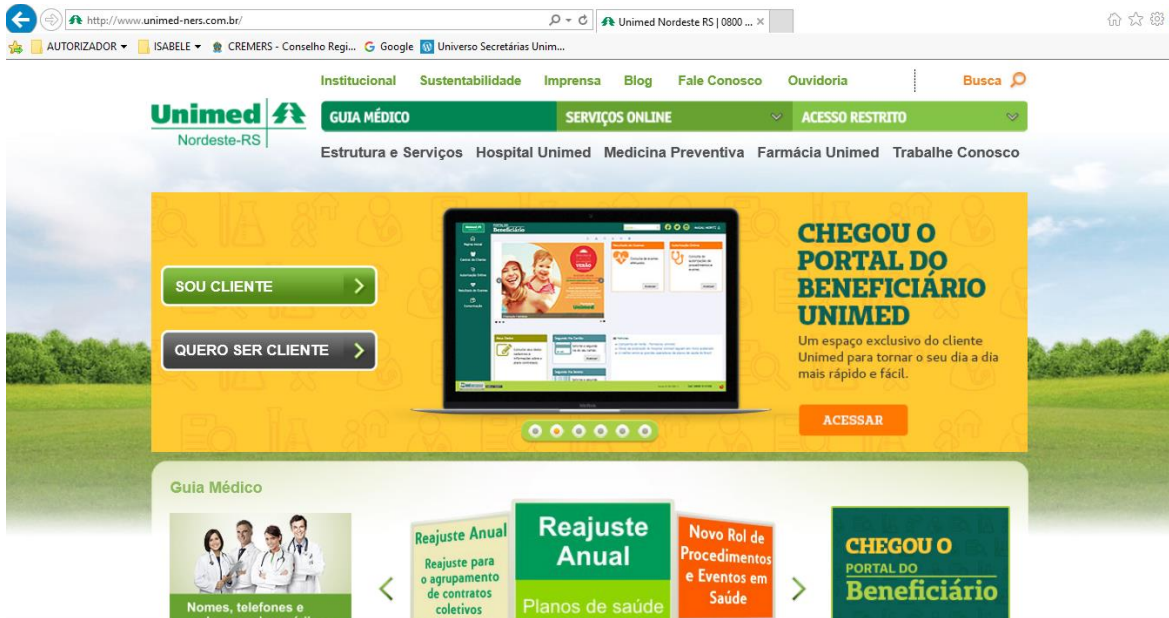 http://www.unimed-ners.com.br/
Unimed Nordeste RS | 0800 ...
AUTORIZADOR
ISABELE
CREMERS - Conselho Regi...
Google
Universo Secretárias Unim...
Institucional Sustentabilidade Imprensa Blog Fale Conosco Ouvidoria Busca
Unimed
Nordeste-RS
GUIA MÉDICO SERVIÇOS ONLINE ACESSO RESTRITO
Estrutura e Serviços Hospital Unimed Medicina Preventiva Farmácia Unimed Trabalhe Conosco
SOU CLIENTE
QUERO SER CLIENTE
Beneficiário
CHEGOU O
PORTAL DO
BENEFICIÁRIO
UNIMED
Um espaço exclusivo do cliente
Unimed para tornar o seu dia a dia
mais rápido e fácil.
ACESSAR
Guia Médico
Nomes, telefones e
Reajuste Anual
Reajuste para
o agrupamento
de contratos
coletivos
Reajuste
Anual
Planos de saúde
Novo Rol de
Procedimentos
e Eventos em
Saúde
CHEGOU O
PORTAL DO
Beneficiário